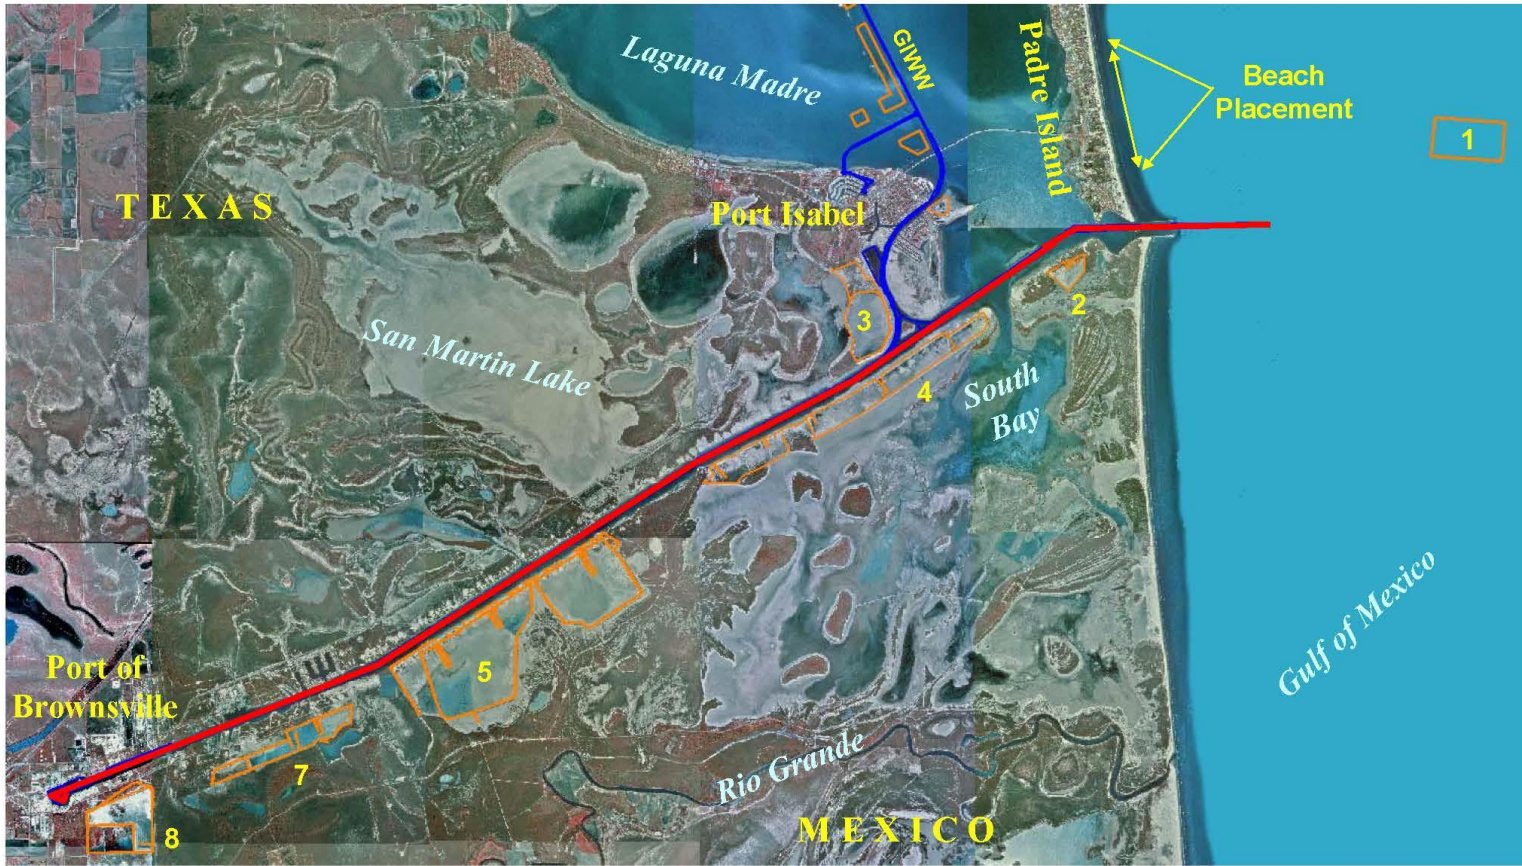 Laguna Madre
GIWW
Padre Island
Beach
Placement
1
TEXAS
Port Isabel
2
3
San Martin Lake
4
South
Bay
Gulf of Mexico
5
Port of
Brownsville
7
Rio Grande
8
MEXICO